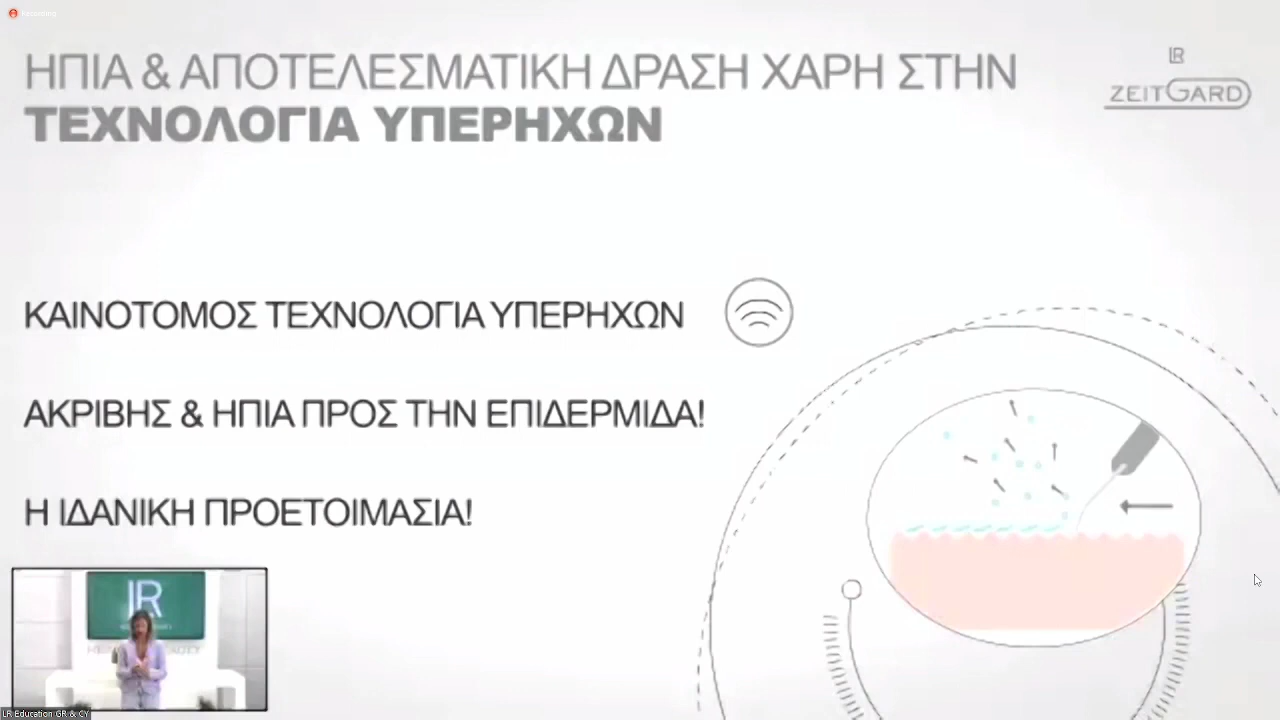 Recording
ΗΠΙΑ & ΑΠΟΤΕΛΕΣΜΑΤΙΚΗ ΔΡΑΣΗ ΧΑΡΗ ΣΤΗΝ
ΤΕΧΝΟΛΟΓΙΑ ΥΠΕΡΗΧΩΝ
LR
ZEITGARD
ΚΑΙΝΟΤΟΜΟΣ ΤΕΧΝΟΛΟΓΙΑ ΥΠΕΡΗΧΩΝ
ΑΚΡΙΒΗΣ & ΗΠΙΑ ΠΡΟΣ ΤΗΝ ΕΠΙΔΕΡΜΙΔΑ!
Η ΙΔΑΝΙΚΗ ΠΡΟΕΤΟΙΜΑΣΙΑ!
LR
LR Education GR & CY